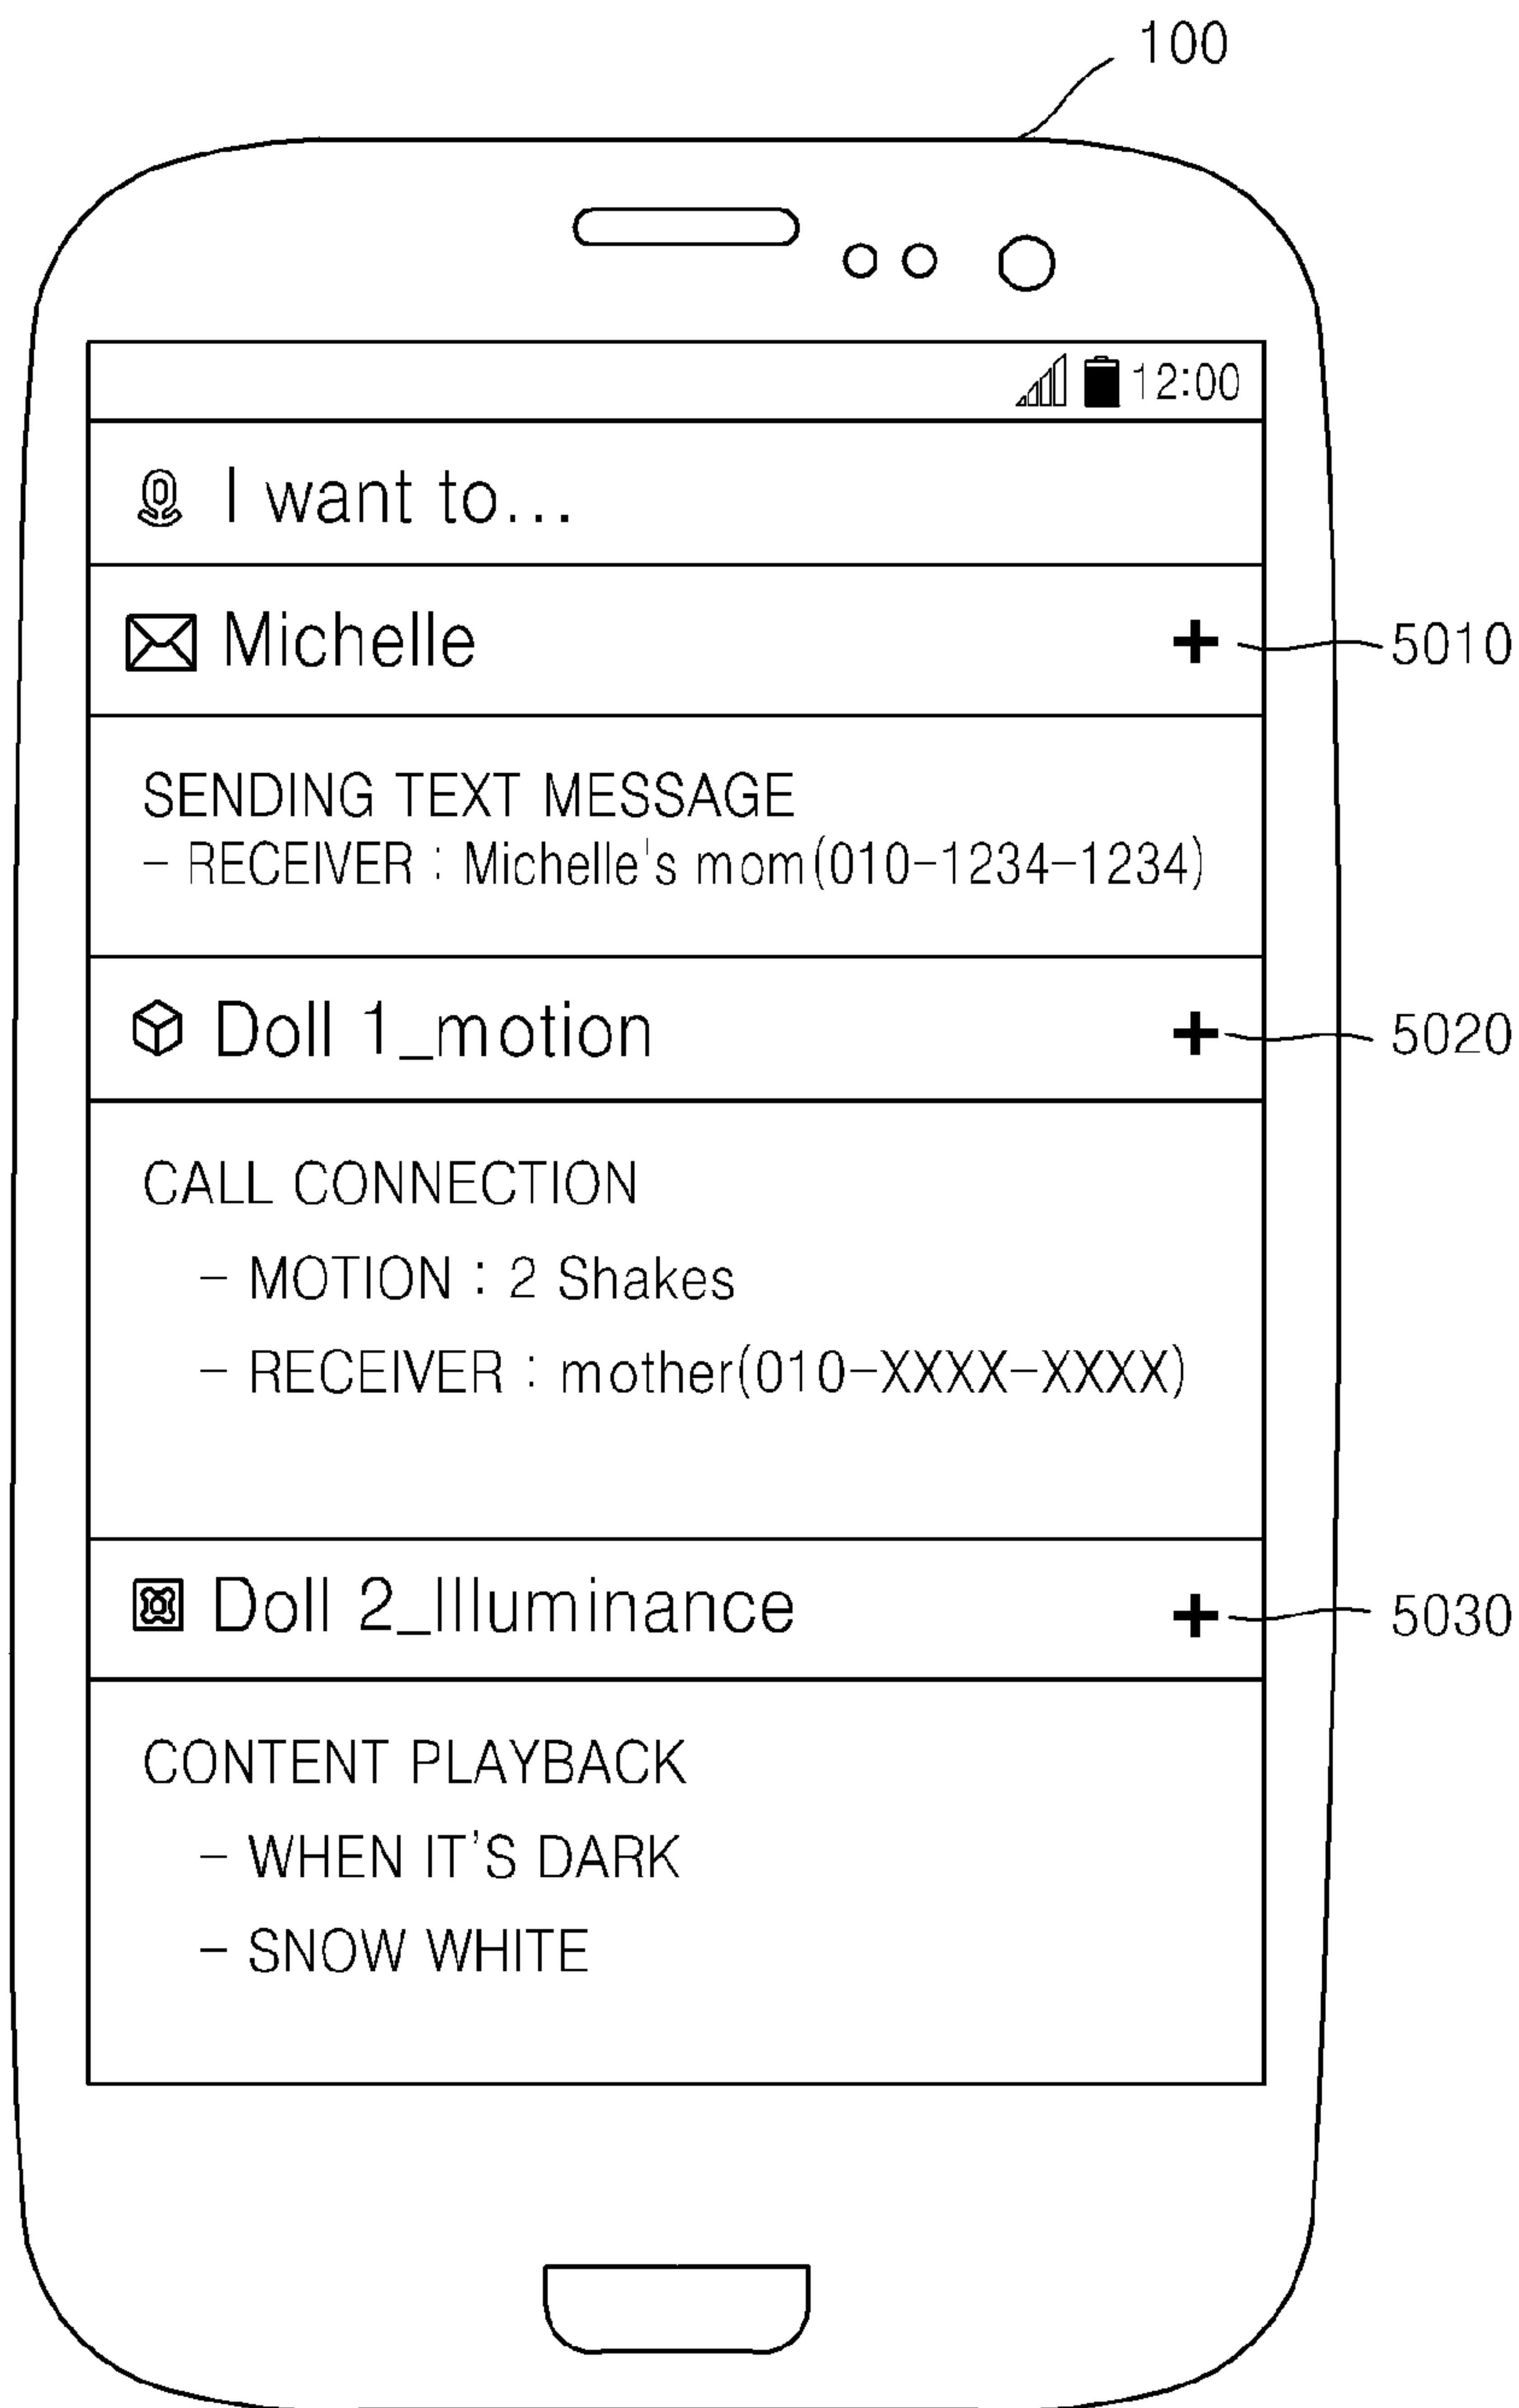 100
12:00
I want to...
Michelle + 5010
SENDING TEXT MESSAGE
- RECEIVER : Michelle's mom(010-1234-1234)
Doll 1_motion + 5020
CALL CONNECTION
- MOTION : 2 Shakes
- RECEIVER : mother(010-XXXX-XXXX)
Doll 2_Illuminance + 5030
CONTENT PLAYBACK
- WHEN IT'S DARK
- SNOW WHITE